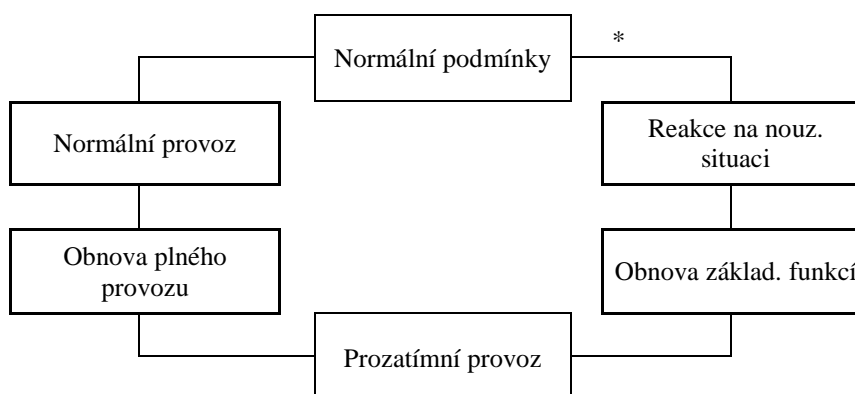 Normální podmínky
*
Normální provoz
Reakce na nouz.
situaci
Obnova plného
provozu
Obnova základ. funkcí
Prozatímní provoz